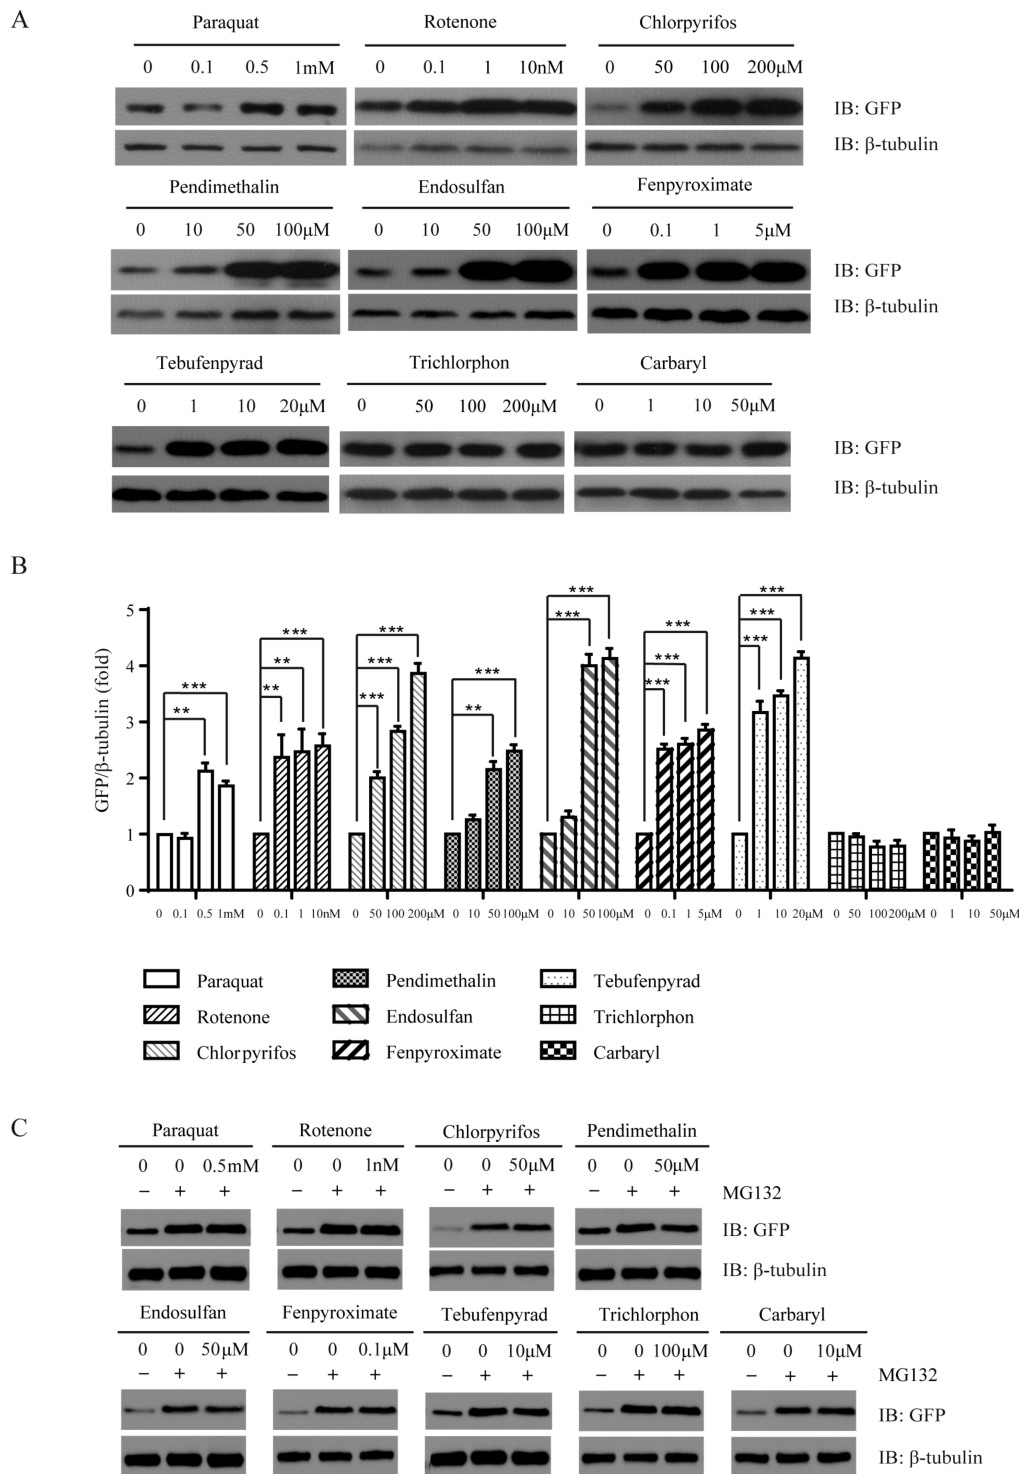 A
Paraquat Rotenone Chlorpyrifos
0 0.1 0.5 1mM 0 0.1 1 10nM 0 50 100 200μM
IB: GFP
IB: β-tubulin
Pendimethalin Endosulfan Fenpyroximate
0 10 50 100μM 0 10 50 100μM 0 0.1 1 5μM
IB: GFP
IB: β-tubulin
Tebufenpyrad Trichlorphon Carbaryl
0 1 10 20μM 0 50 100 200μM 0 1 10 50μM
IB: GFP
IB: β-tubulin
B
GFP/β-tubulin (fold)
5
4
3
2
1
0
** *** ** ** *** *** *** *** ** *** *** *** *** *** *** *** *** ***
0 0.1 0.5 1mM 0 0.1 1 10nM 0 50 100 200μM 0 10 50 100μM 0 10 50 100μM 0 0.1 1 5μM 0 1 10 20μM 0 50 100 200μM 0 1 10 50μM
Paraquat Pendimethalin Tebufenpyrad
Rotenone Endosulfan Trichlorphon
Chlorpyrifos Fenpyroximate Carbaryl
C
Paraquat Rotenone Chlorpyrifos Pendimethalin
0 0 0.5mM 0 0 1nM 0 0 50μM 0 0 50μM
− + + − + + − + + − + + MG132
IB: GFP
IB: β-tubulin
Endosulfan Fenpyroximate Tebufenpyrad Trichlorphon Carbaryl
0 0 50μM 0 0 0.1μM 0 0 10μM 0 0 100μM 0 0 10μM
− + + − + + − + + − + + − + + MG132
IB: GFP
IB: β-tubulin